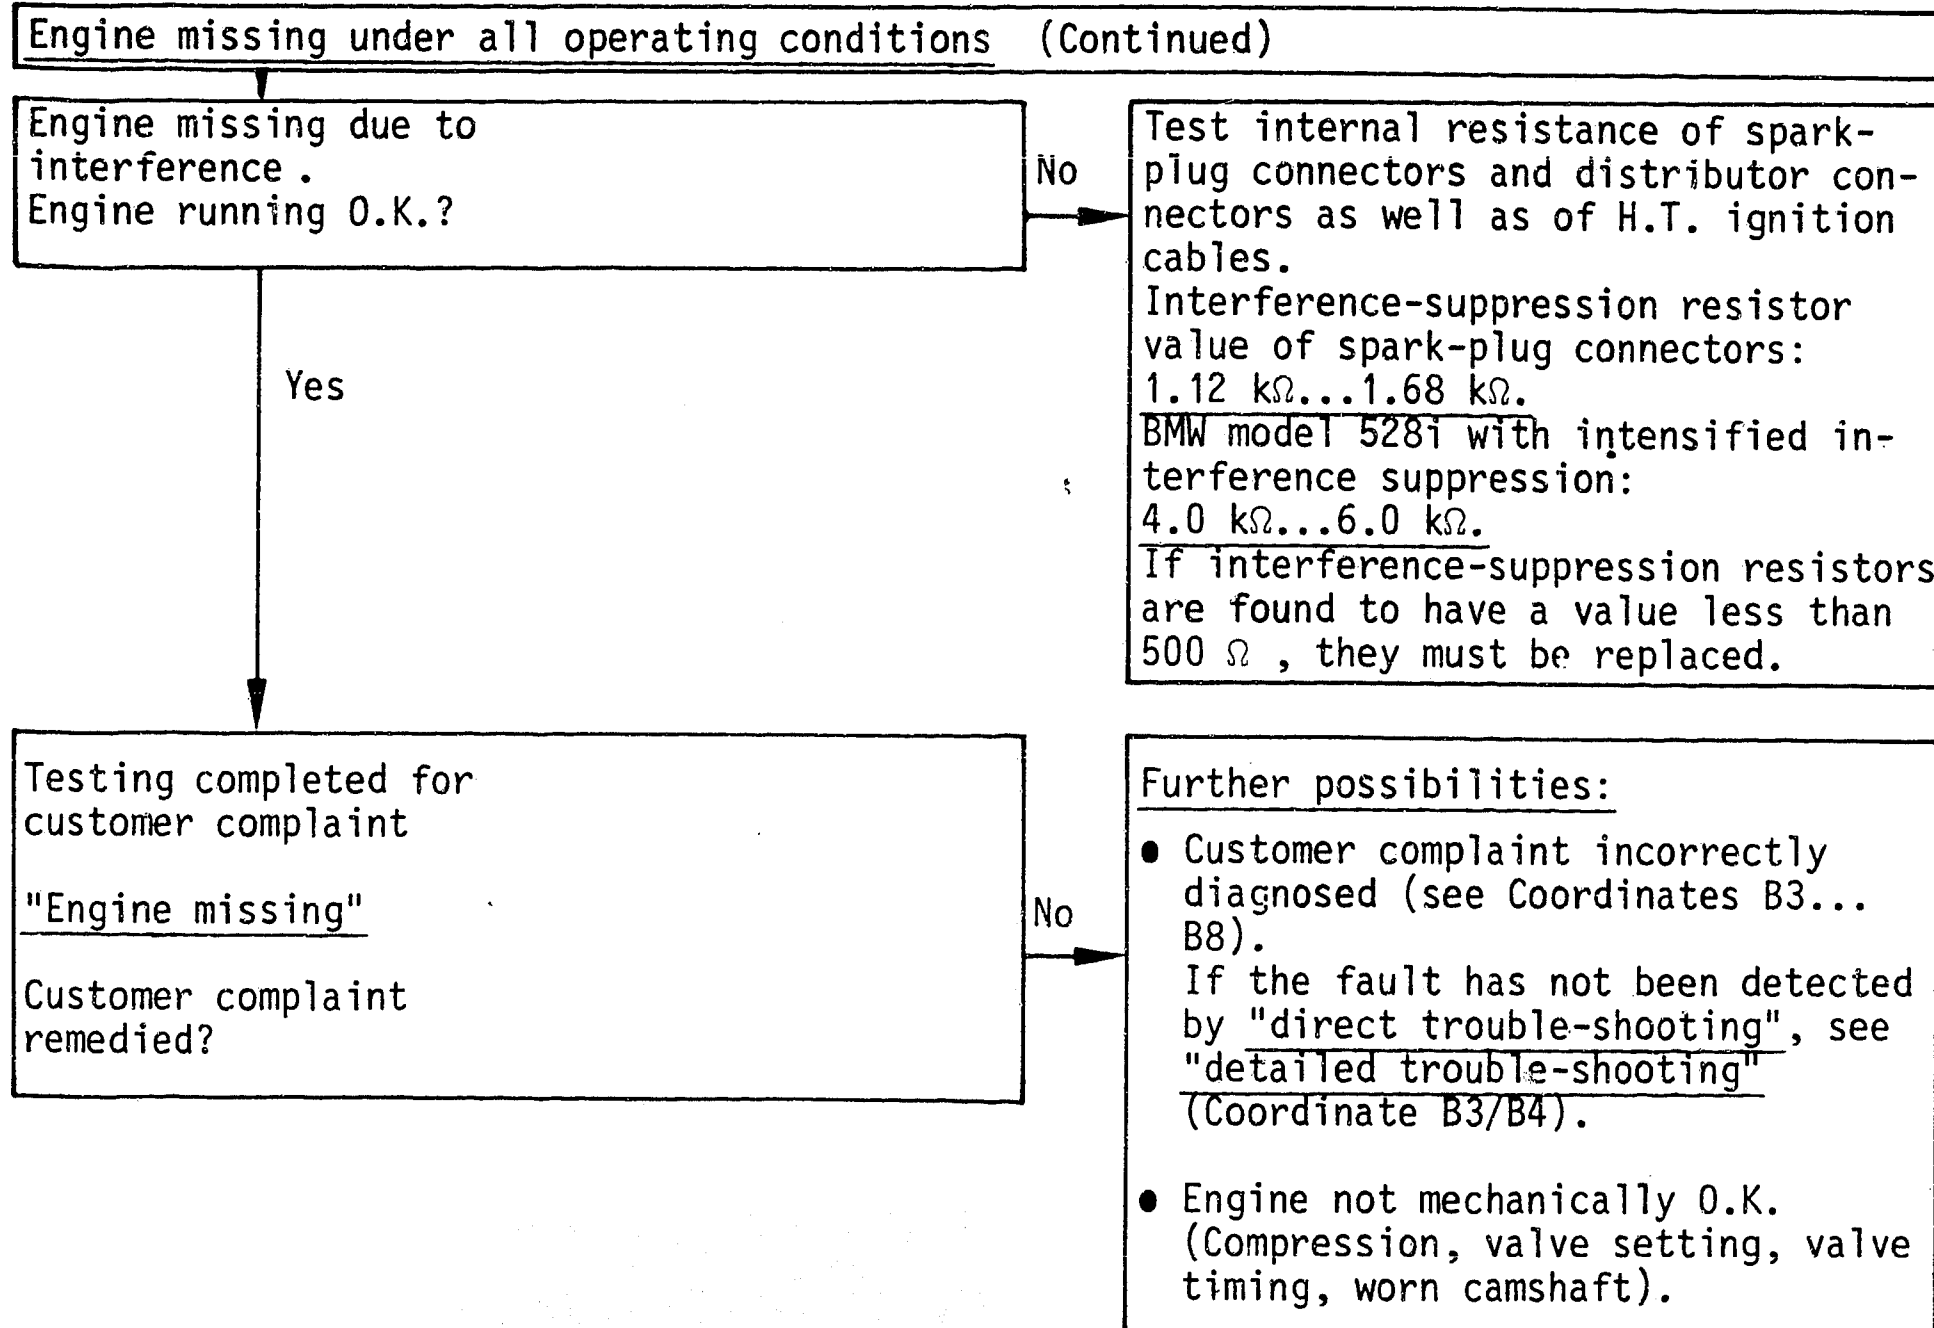 Engine missing under all operating conditions (Continued)
Engine missing due to
interference .
Engine running O.K.?
No
Test internal resistance of spark-
plug connectors and distributor con-
nectors as well as of H.T. ignition
cables.
Interference-suppression resistor
value of spark-plug connectors:
1.12 kΩ...1.68 kΩ.
BMW model 528i with intensified in-
terference suppression:
4.0 kΩ...6.0 kΩ.
If interference-suppression resistors
are found to have a value less than
500 Ω , they must be replaced.
Yes
Testing completed for
customer complaint
"Engine missing"
Customer complaint
remedied?
No
Further possibilities:
● Customer complaint incorrectly
diagnosed (see Coordinates B3...
B8).
If the fault has not been detected
by "direct trouble-shooting", see
"detailed trouble-shooting"
(Coordinate B3/B4).
● Engine not mechanically O.K.
(Compression, valve setting, valve
timing, worn camshaft).